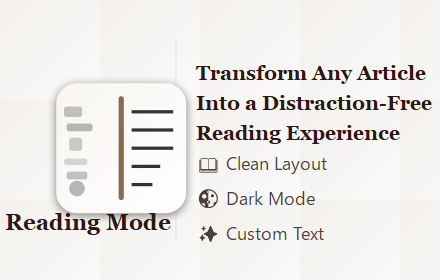 Transform Any Article
Into a Distraction-Free
Reading Experience
Clean Layout
Dark Mode
Custom Text
Reading Mode